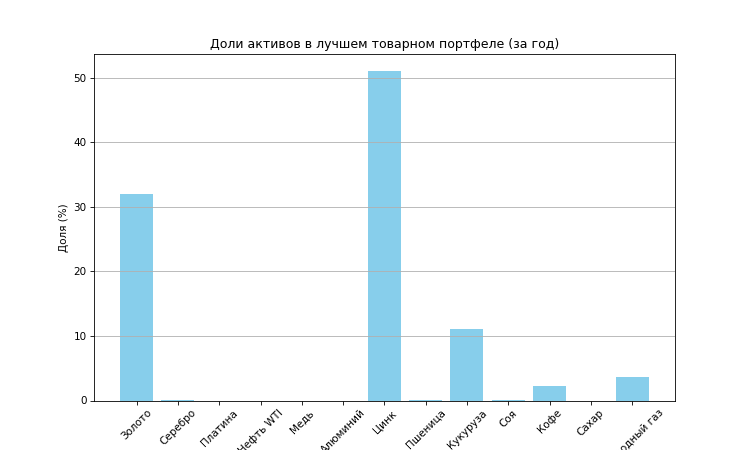 Доли активов в лучшем товарном портфеле (за год)
Доля (%)
50
40
30
20
10
0
Золото
Серебро
Платина
Нефть WTI
Медь
Алюминий
Цинк
Пшеница
Кукуруза
Соя
Кофе
Сахар
газ